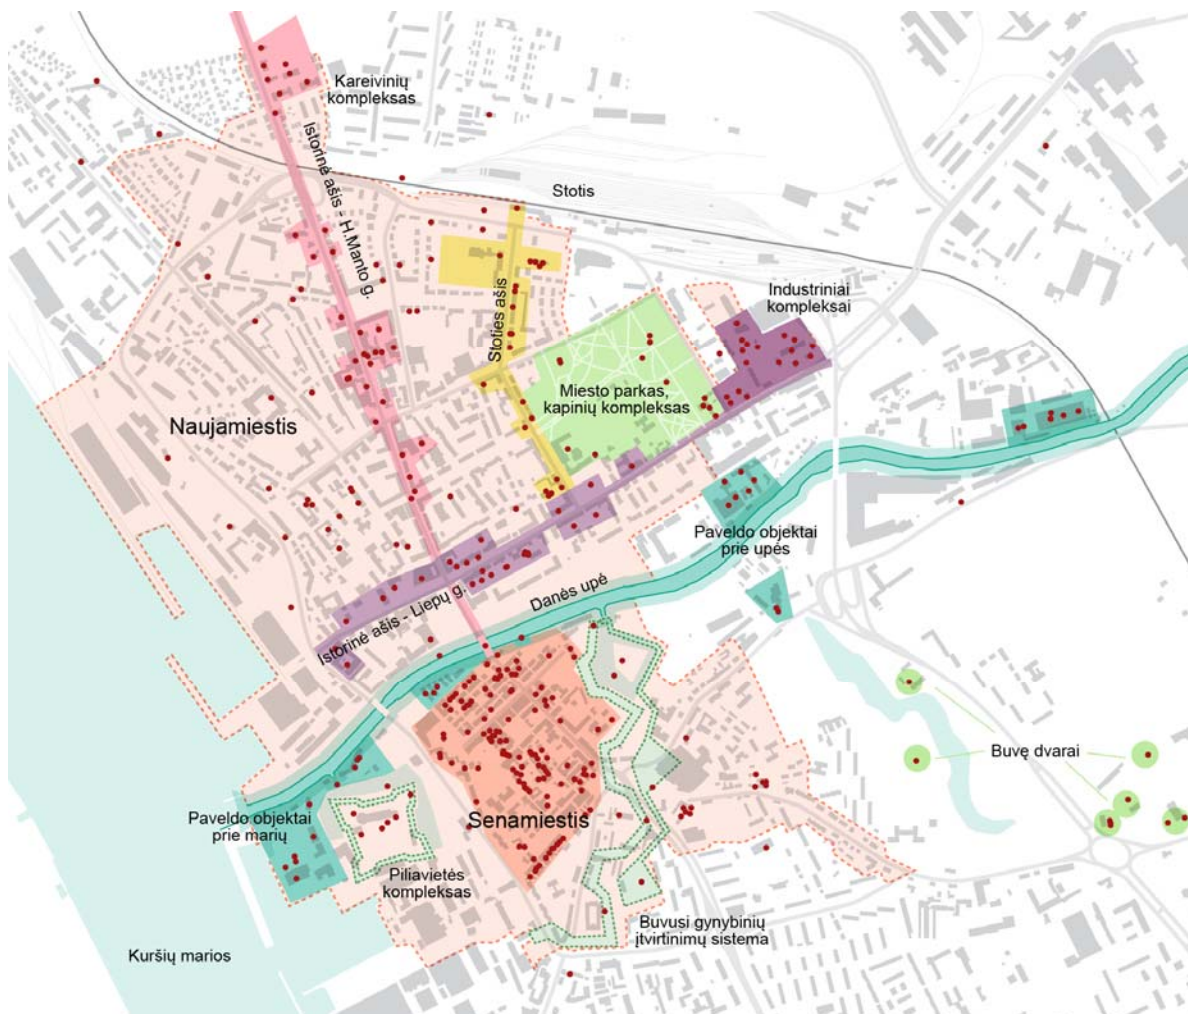 Kareivinių
kompleksas
Istorinė ašis - H.Manto g.
Stotis
Stoties ašis
Industriniai
kompleksai
Miesto parkas,
kapinių kompleksas
Naujamiestis
Paveldo objektai
prie upės
Danės upė
Istorinė ašis - Liepų g.
Buvę dvarai
Paveldo objektai
prie marių
Senamiestis
Piliavietės
kompleksas
Buvusi gynybinių
įtvirtinimų sistema
Kuršių marios